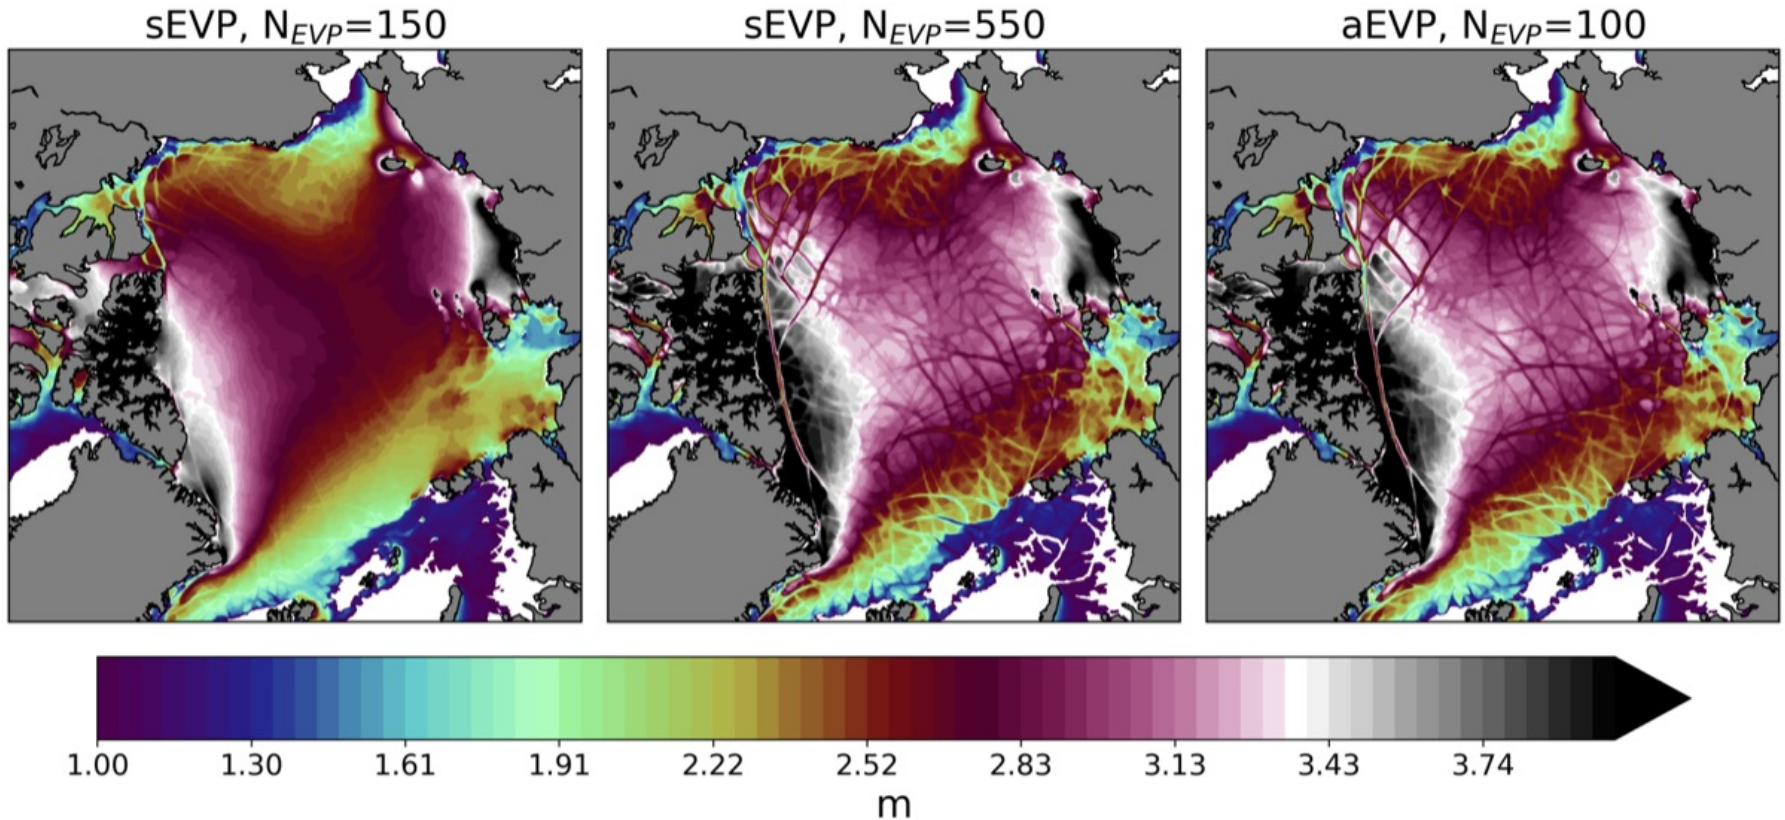 sEVP, N_EVP=150
sEVP, N_EVP=550
aEVP, N_EVP=100
1.00 1.30 1.61 1.91 2.22 2.52 2.83 3.13 3.43 3.74
m